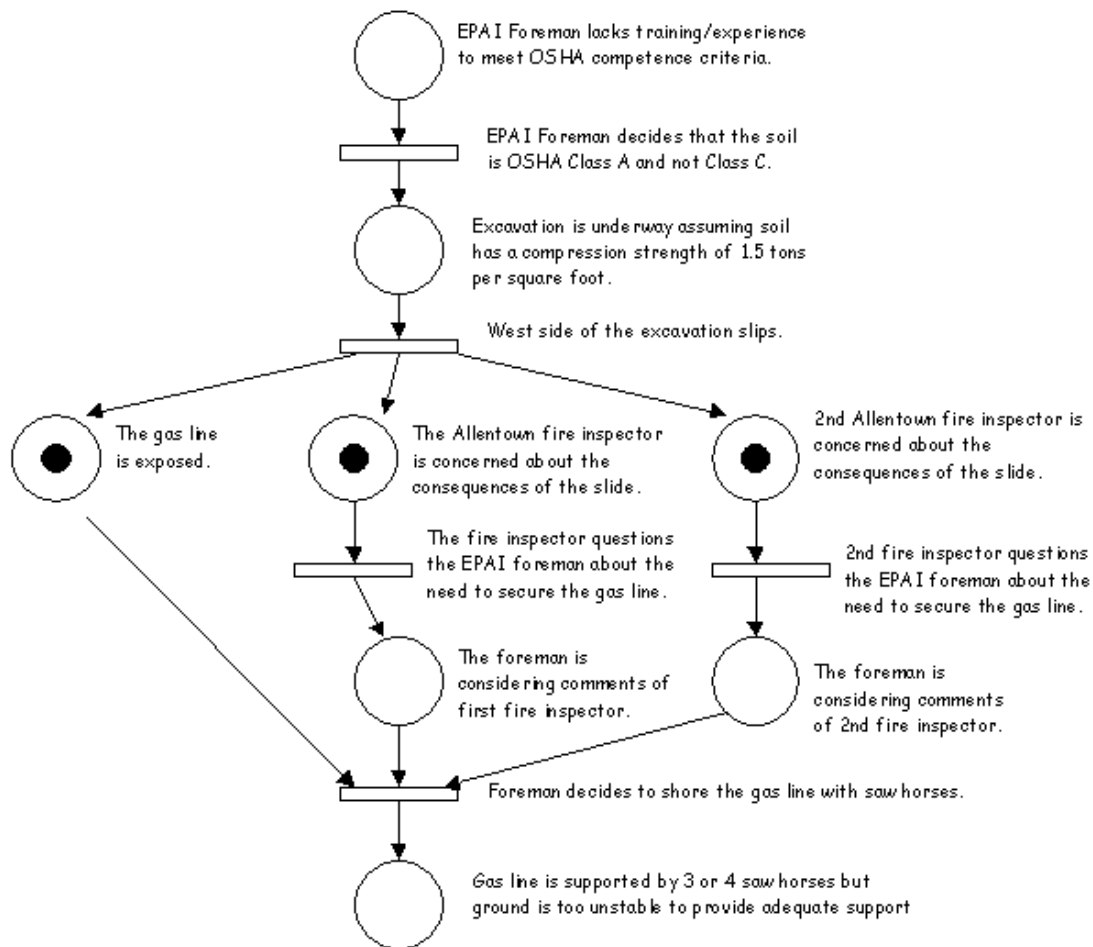 EPAI Foreman lacks training/experience
to meet OSHA competence criteria.
EPAI Foreman decides that the soil
is OSHA Class A and not Class C.
Excavation is underway assuming soil
has a compression strength of 1.5 tons
per square foot.
West side of the excavation slips.
The gas line
is exposed.
The Allentown fire inspector
is concerned about the
consequences of the slide.
2nd Allentown fire inspector is
concerned about the
consequences of the slide.
The fire inspector questions
the EPAI foreman about the
need to secure the gas line.
2nd fire inspector questions
the EPAI foreman about the
need to secure the gas line.
The foreman is
considering comments of
first fire inspector.
The foreman is
considering comments
of 2nd fire inspector.
Foreman decides to shore the gas line with saw horses.
Gas line is supported by 3 or 4 saw horses but
ground is too unstable to provide adequate support